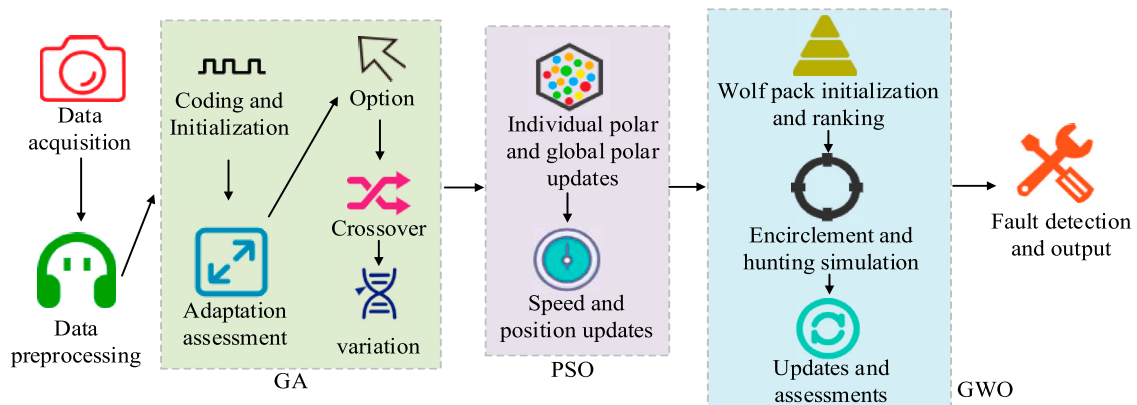 Data
acquisition
Data
preprocessing
Coding and
Initialization
Adaptation
assessment
Option
Crossover
variation
GA
Individual polar
and global polar
updates
Speed and
position updates
PSO
Wolf pack initialization
and ranking
Encirclement and
hunting simulation
Updates and
assessments
GWO
Fault detection
and output